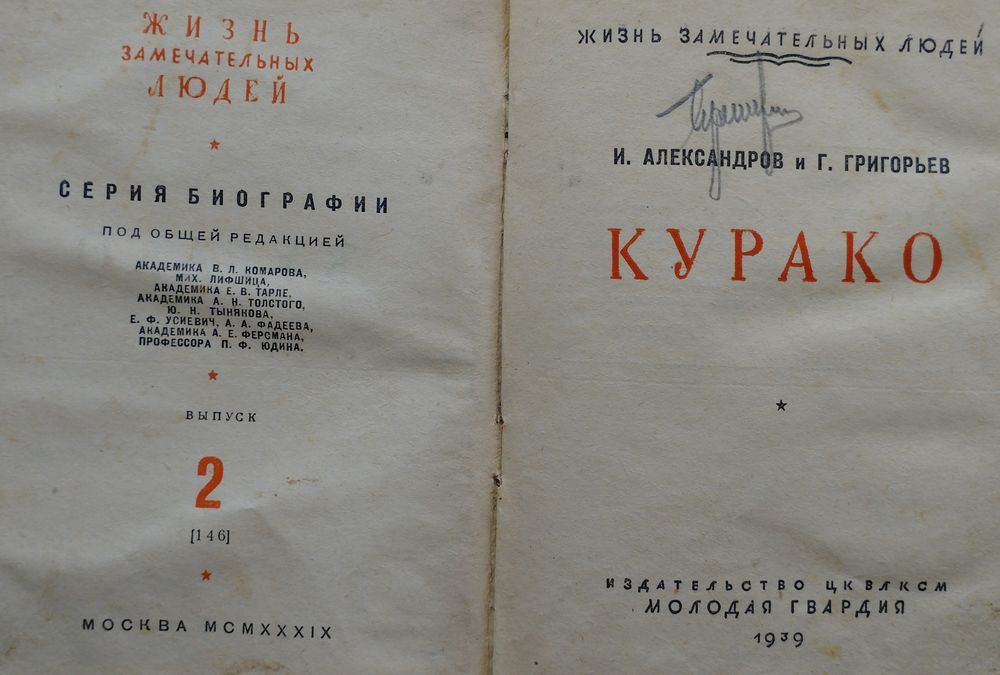 ЖИЗНЬ
ЗАМЕЧАТЕЛЬНЫХ
ЛЮДЕЙ
СЕРИЯ БИОГРАФИИ
ПОД ОБЩЕЙ РЕДАКЦИЕЙ
АКАДЕМИКА В. Л. КОМАРОВА,
МИХ. ЛИФШИЦА,
АКАДЕМИКА Е. В. ТАРЛЕ,
АКАДЕМИКА А. Н. ТОЛСТОГО,
Ю. Н. ТЫНЯНОВА,
Е. Ф. УСИЕВИЧ, А. А. ФАДЕЕВА,
АКАДЕМИКА А. Е. ФЕРСМАНА,
ПРОФЕССОРА П. Ф. ЮДИНА.
ВЫПУСК
2
[146]
МОСКВА MCMXXXIX
ЖИЗНЬ ЗАМЕЧАТЕЛЬНЫХ ЛЮДЕЙ
И. АЛЕКСАНДРОВ и Г. ГРИГОРЬЕВ
КУРАКО
ИЗДАТЕЛЬСТВО ЦК ВЛКСМ
МОЛОДАЯ ГВАРДИЯ
1939